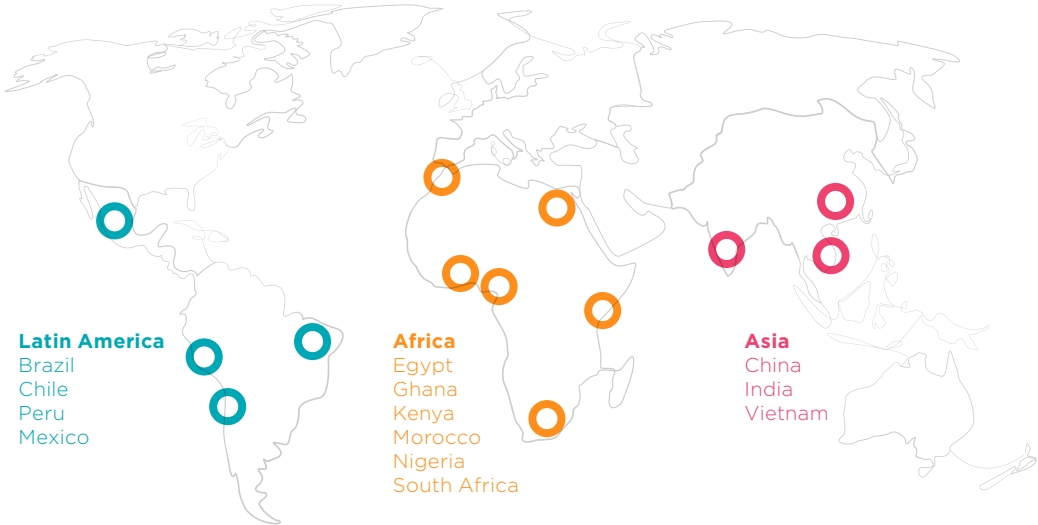 Latin America
Brazil
Chile
Peru
Mexico
Africa
Egypt
Ghana
Kenya
Morocco
Nigeria
South Africa
Asia
China
India
Vietnam